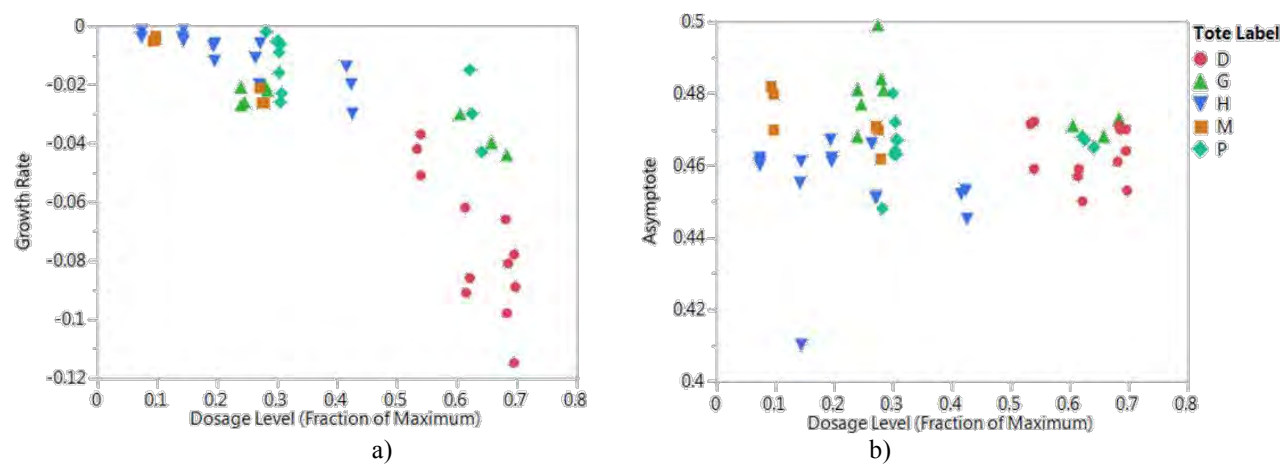 0
-0.02
-0.04
-0.06
-0.08
-0.1
-0.12
Growth Rate
0 0.1 0.2 0.3 0.4 0.5 0.6 0.7 0.8
Dosage Level (Fraction of Maximum)
a)
0.5
0.48
0.46
0.44
0.42
0.4
Asymptote
0 0.1 0.2 0.3 0.4 0.5 0.6 0.7 0.8
Dosage Level (Fraction of Maximum)
b)
Tote Label
D
G
H
M
P